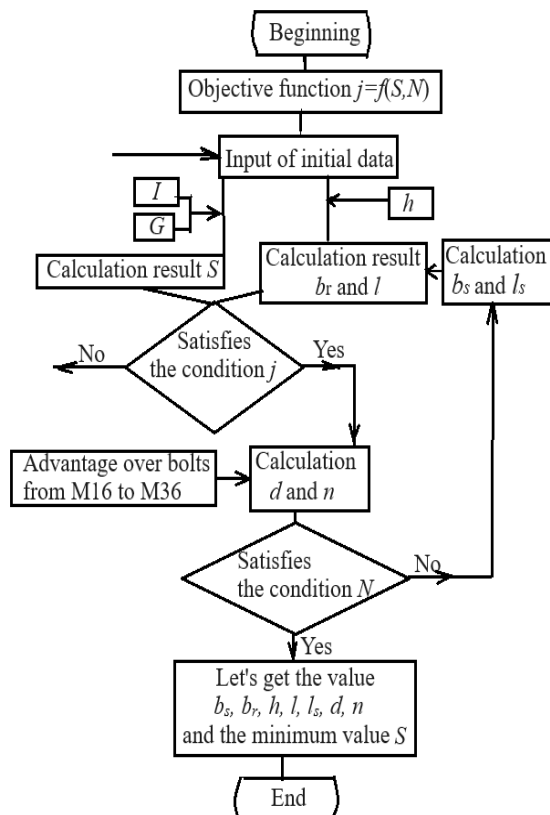 Beginning
Objective function j=f(S,N)
Input of initial data
I
G
h
Calculation result S
Calculation result
br and l
Calculation
bs and ls
Satisfies
the condition j
No
Yes
Advantage over bolts
from M16 to M36
Calculation
d and n
Satisfies
the condition N
No
Yes
Let's get the value
bs, br, h, l, ls, d, n
and the minimum value S
End